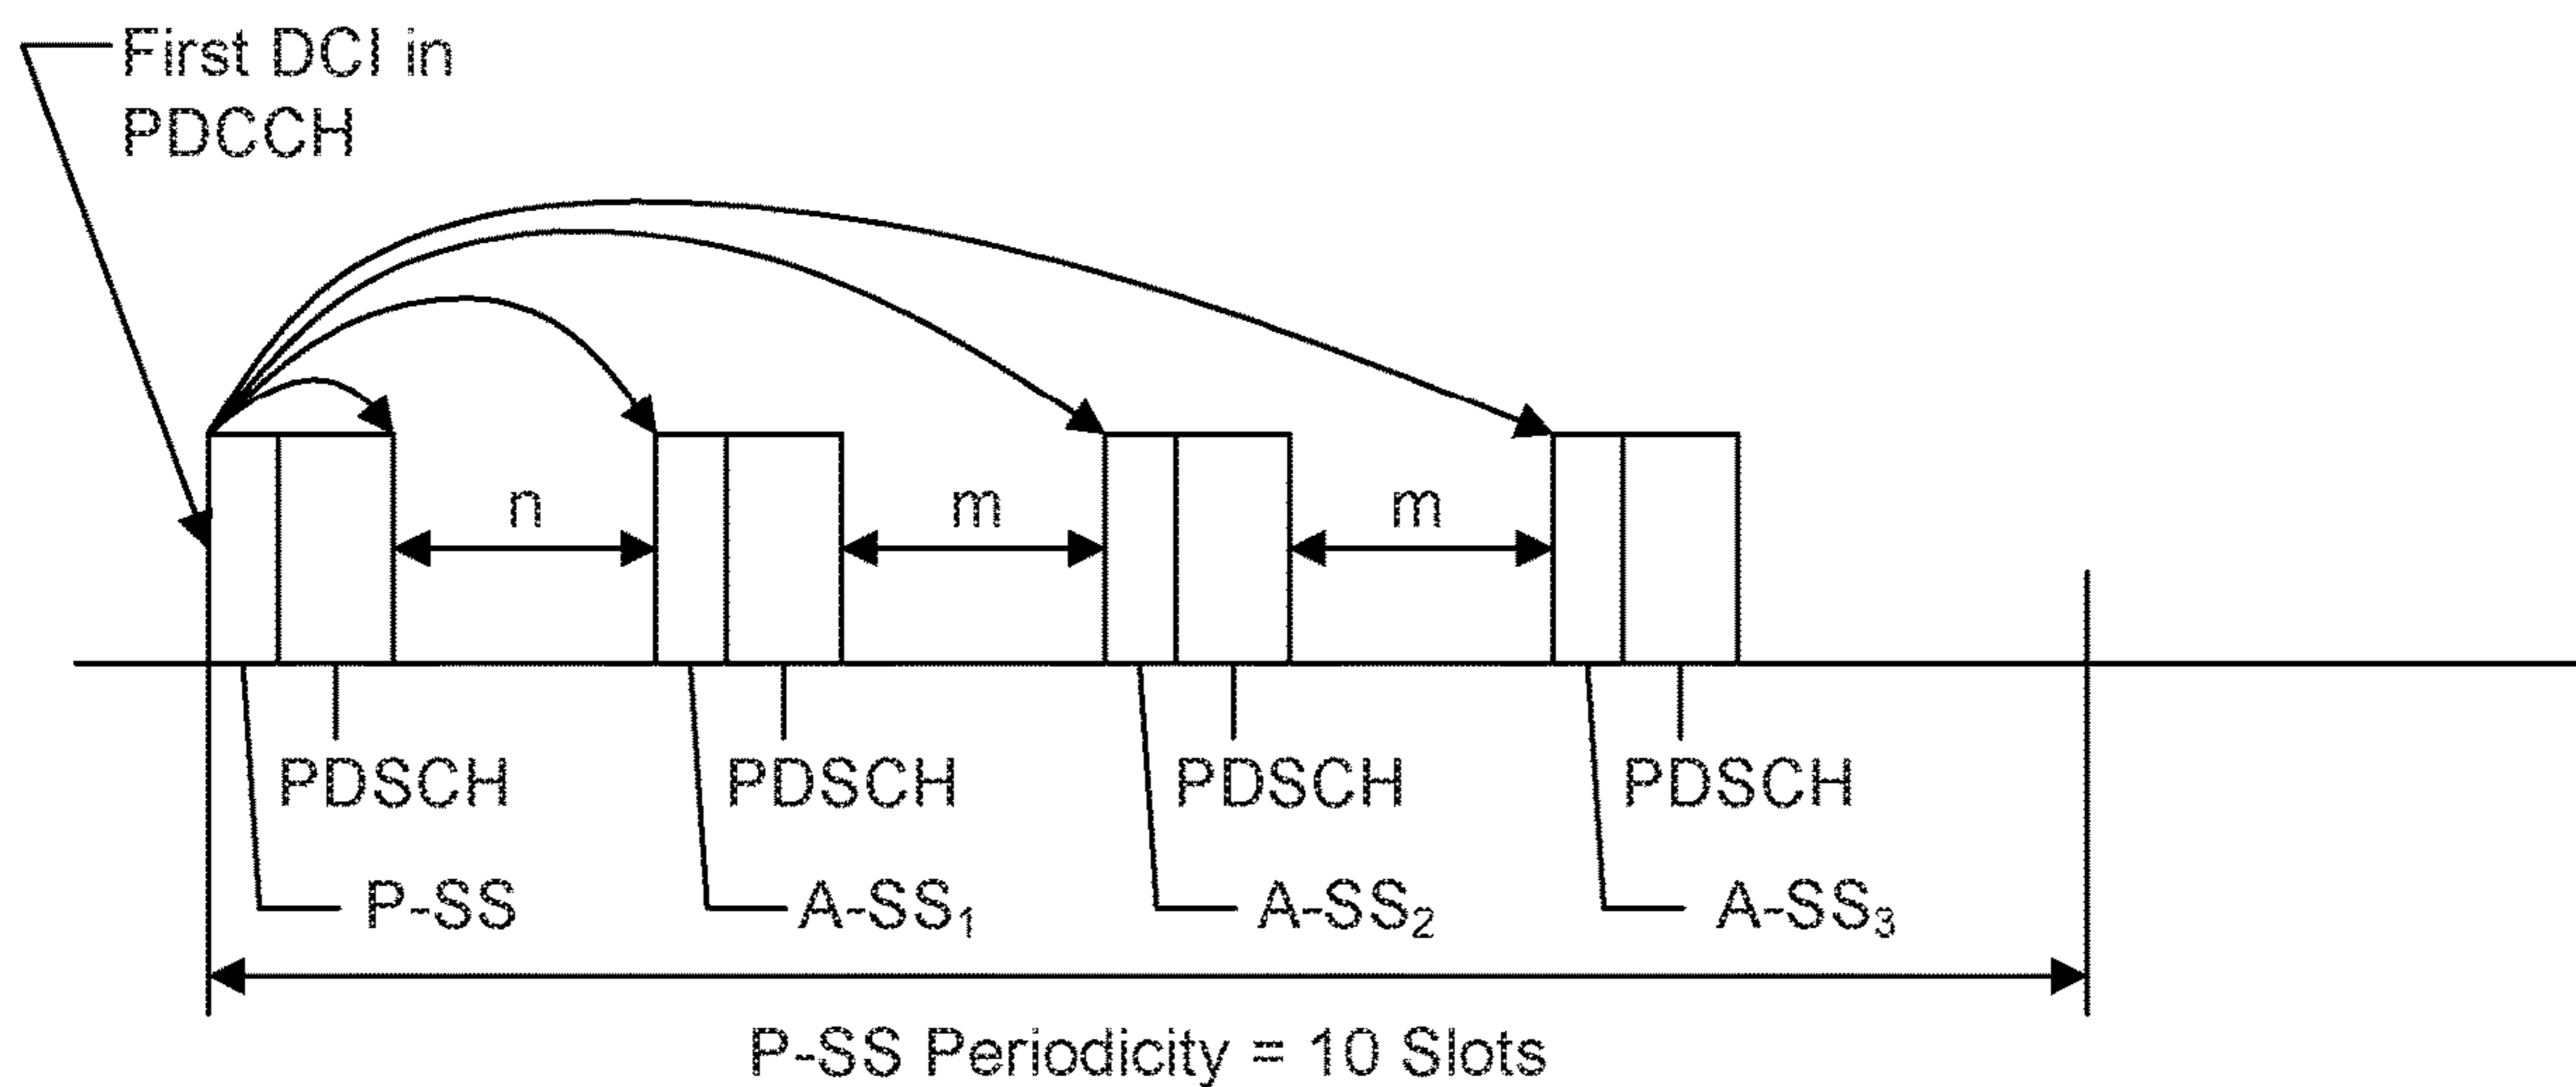 First DCI in
PDCCH
n
m
m
PDSCH
PDSCH
PDSCH
PDSCH
P-SS
A-SS₁
A-SS₂
A-SS₃
P-SS Periodicity = 10 Slots